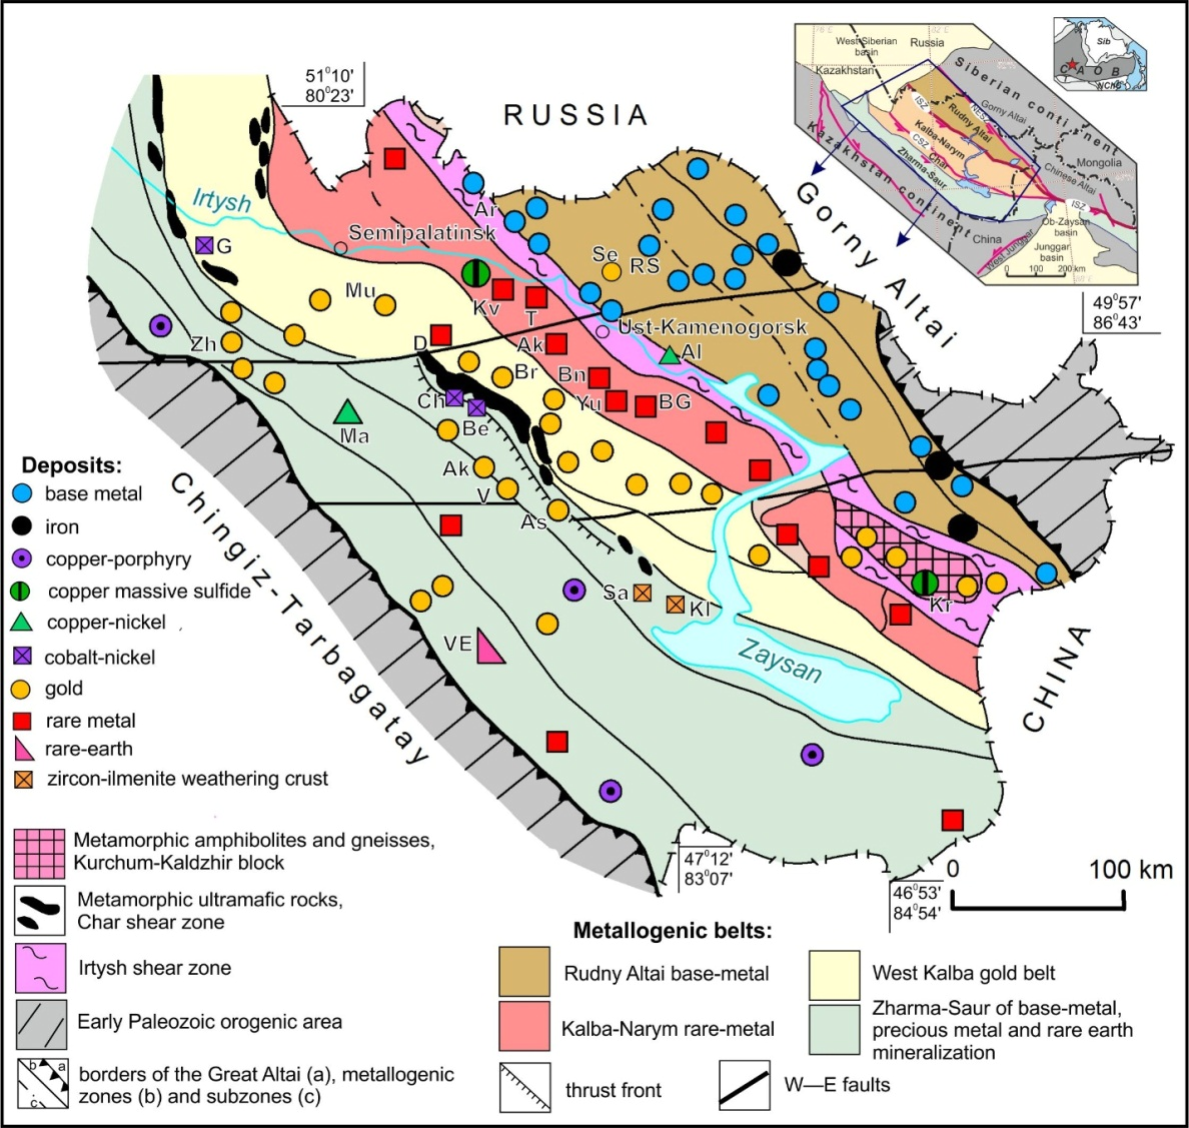 51°10'
80°23'
RUSSIA
West-Siberian
basin
Russia
Kazakhstan
Siberian continent
Gorny Altai
Rudny Altai
ISZ
NESZ
Kalba-Narym
CSZ
Char
Zharma-Saur
Kazakhstan continent
Mongolia
Chinese Altai
ISZ
Ob-Zaysan
basin
China
West Junggar
Junggar
basin
0 100 200 km
Sib
C A O B
NChC
Gorny Altai
49°57'
86°43'
Irtysh
Ar
G
Semipalatinsk
Se
RS
Mu
Kv
T
Ust-Kamenogorsk
Zh
D
Ak
Al
Br
Bn
Ch
Yu
BG
Ma
Be
Ak
V
As
Sa
Kl
Kr
VE
Zaysan
CHINA
Chingiz-Tarbagatay
47°12'
83°07'
46°53'
84°54'
0 100 km
Deposits:
base metal
iron
copper-porphyry
copper massive sulfide
copper-nickel
cobalt-nickel
gold
rare metal
rare-earth
zircon-ilmenite weathering crust
Metamorphic amphibolites and gneisses,
Kurchum-Kaldzhir block
Metamorphic ultramafic rocks,
Char shear zone
Irtysh shear zone
Early Paleozoic orogenic area
b a
c
borders of the Great Altai (a), metallogenic
zones (b) and subzones (c)
Metallogenic belts:
Rudny Altai base-metal
Kalba-Narym rare-metal
thrust front
West Kalba gold belt
Zharma-Saur of base-metal,
precious metal and rare earth
mineralization
W—E faults